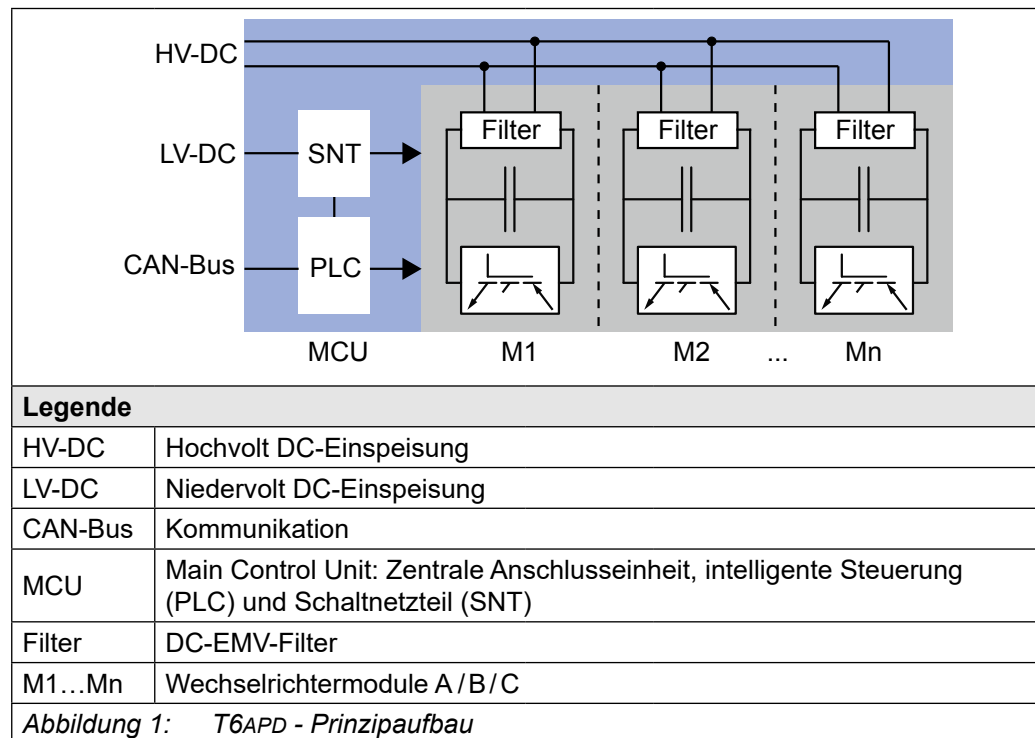 HV-DC
Filter Filter Filter
LV-DC SNT
CAN-Bus PLC
MCU M1 M2 ... Mn
Legende
HV-DC Hochvolt DC-Einspeisung
LV-DC Niedervolt DC-Einspeisung
CAN-Bus Kommunikation
MCU Main Control Unit: Zentrale Anschlusseinheit, intelligente Steuerung
(PLC) und Schaltnetzteil (SNT)
Filter DC-EMV-Filter
M1…Mn Wechselrichtermodule A / B / C
Abbildung 1: T6APD - Prinzipaufbau